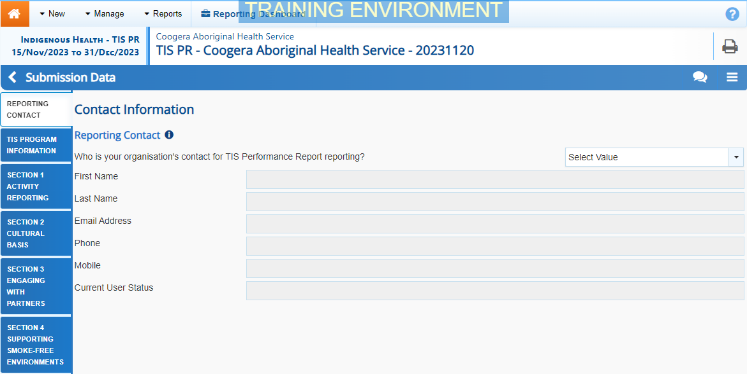 New
Manage
Reports
Reporting Dashboard
TRAINING ENVIRONMENT
?
Indigenous Health - TIS PR
15/Nov/2023 to 31/Dec/2023
Coogera Aboriginal Health Service
TIS PR - Coogera Aboriginal Health Service - 20231120
Submission Data
REPORTING
CONTACT
TIS PROGRAM
INFORMATION
SECTION 1
ACTIVITY
REPORTING
SECTION 2
CULTURAL
BASIS
SECTION 3
ENGAGING
WITH
PARTNERS
SECTION 4
SUPPORTING
SMOKE-FREE
ENVIRONMENTS
Contact Information
Reporting Contact
Who is your organisation's contact for TIS Performance Report reporting?
Select Value
First Name
Last Name
Email Address
Phone
Mobile
Current User Status